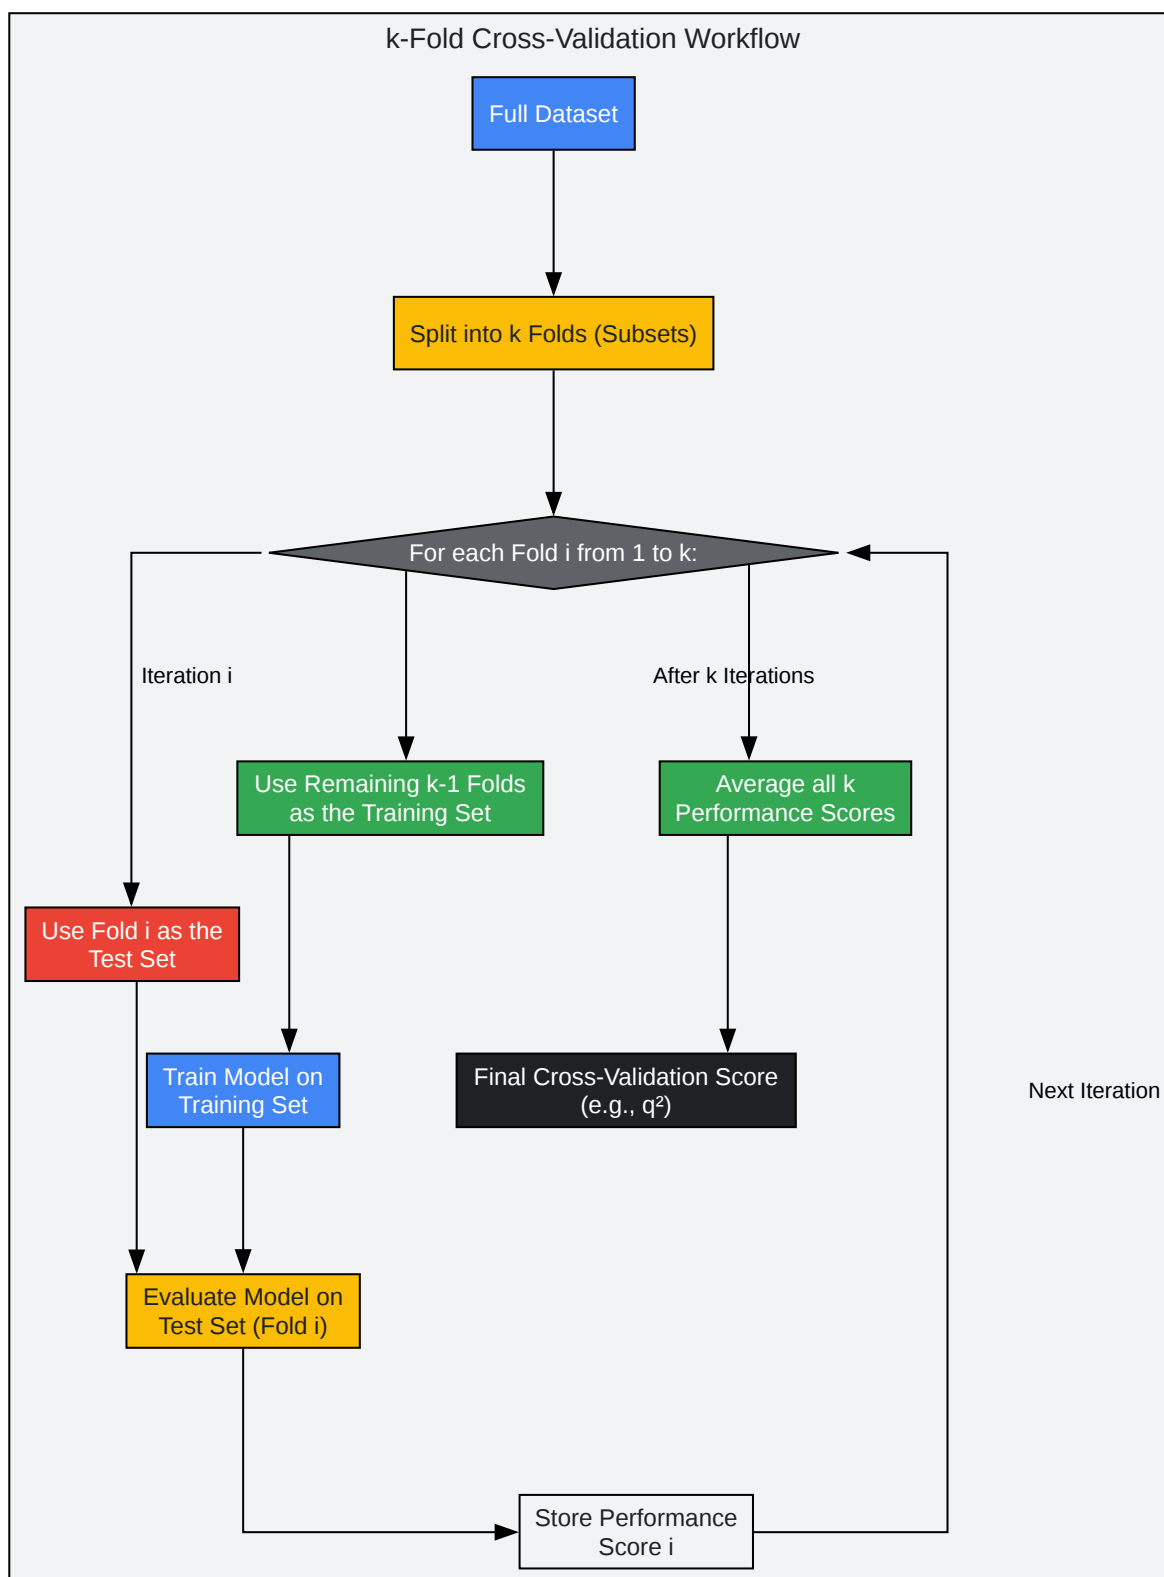 k-Fold Cross-Validation Workflow
Full Dataset
Split into k Folds (Subsets)
For each Fold i from 1 to k:
Iteration i
After k Iterations
Use Remaining k-1 Folds
as the Training Set
Average all k
Performance Scores
Use Fold i as the
Test Set
Train Model on
Training Set
Final Cross-Validation Score
(e.g., q²)
Next Iteration
Evaluate Model on
Test Set (Fold i)
Store Performance
Score i